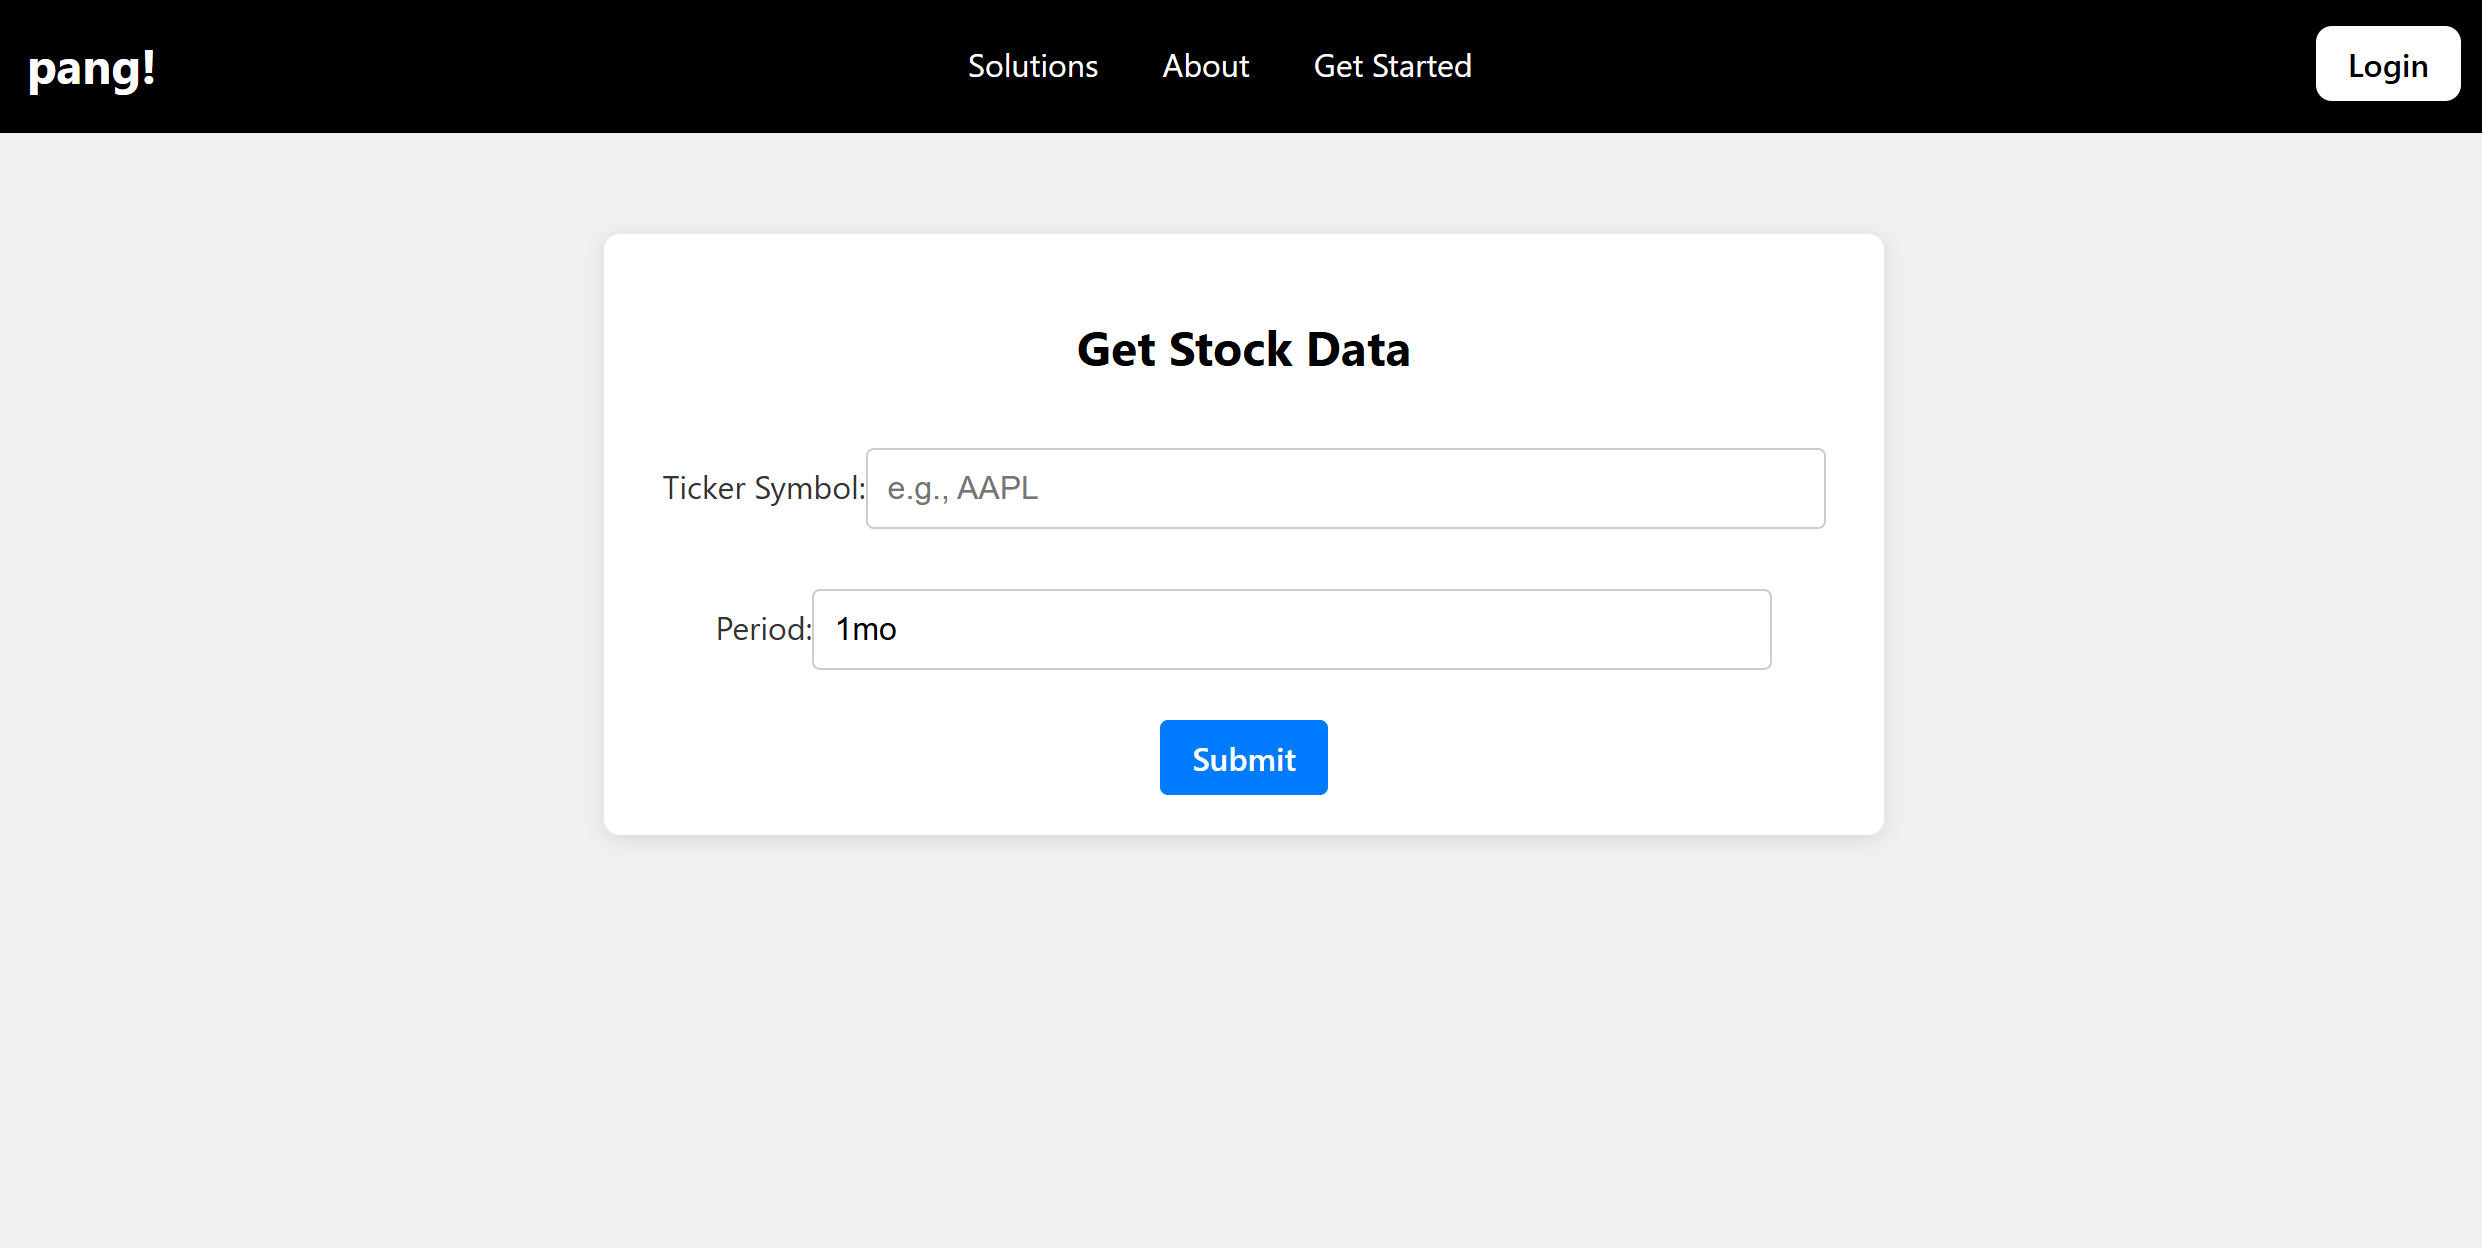 pang!
Solutions About Get Started
Login
Get Stock Data
Ticker Symbol: e.g., AAPL
Period: 1mo
Submit